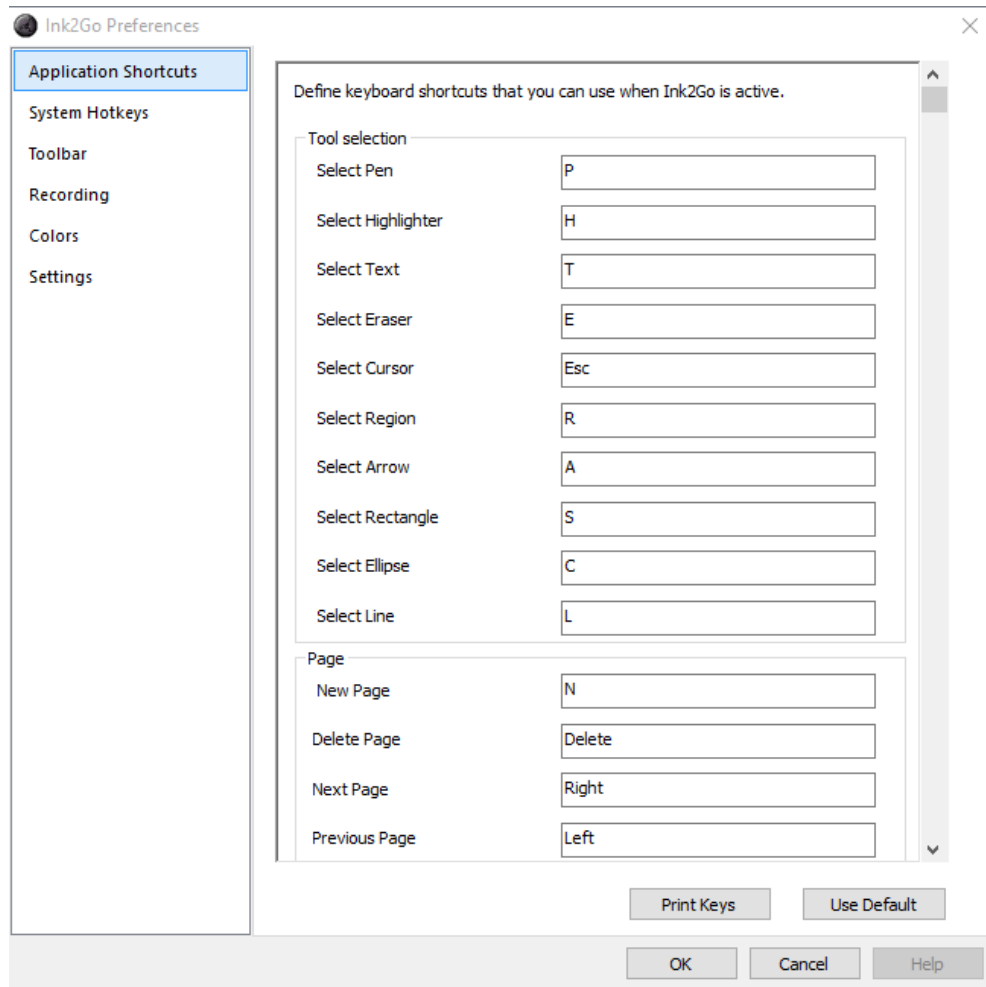 Ink2Go Preferences
Application Shortcuts
System Hotkeys
Toolbar
Recording
Colors
Settings
Define keyboard shortcuts that you can use when Ink2Go is active.
Tool selection
Select Pen P
Select Highlighter H
Select Text T
Select Eraser E
Select Cursor Esc
Select Region R
Select Arrow A
Select Rectangle S
Select Ellipse C
Select Line L
Page
New Page N
Delete Page Delete
Next Page Right
Previous Page Left
Print Keys Use Default
OK Cancel Help